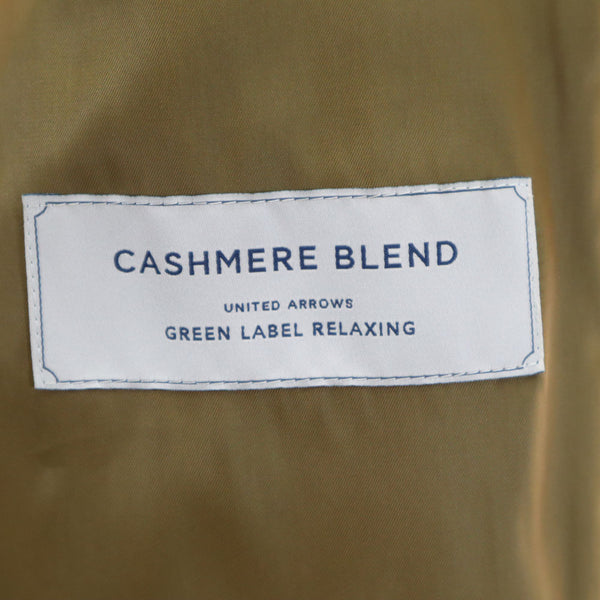 CASHMERE BLEND
UNITED ARROWS
GREEN LABEL RELAXING